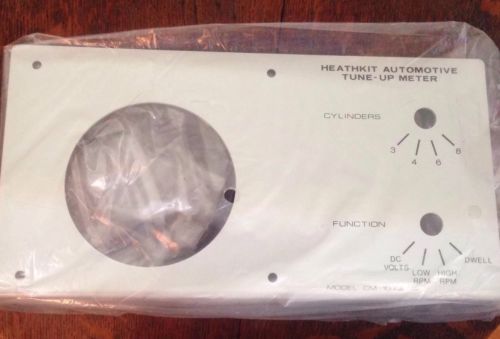 HEATHKIT AUTOMOTIVE
TUNE-UP METER
CYLINDERS
3 8
4 6
FUNCTION
DC DWELL
VOLTS LOW HIGH
RPM RPM
MODEL